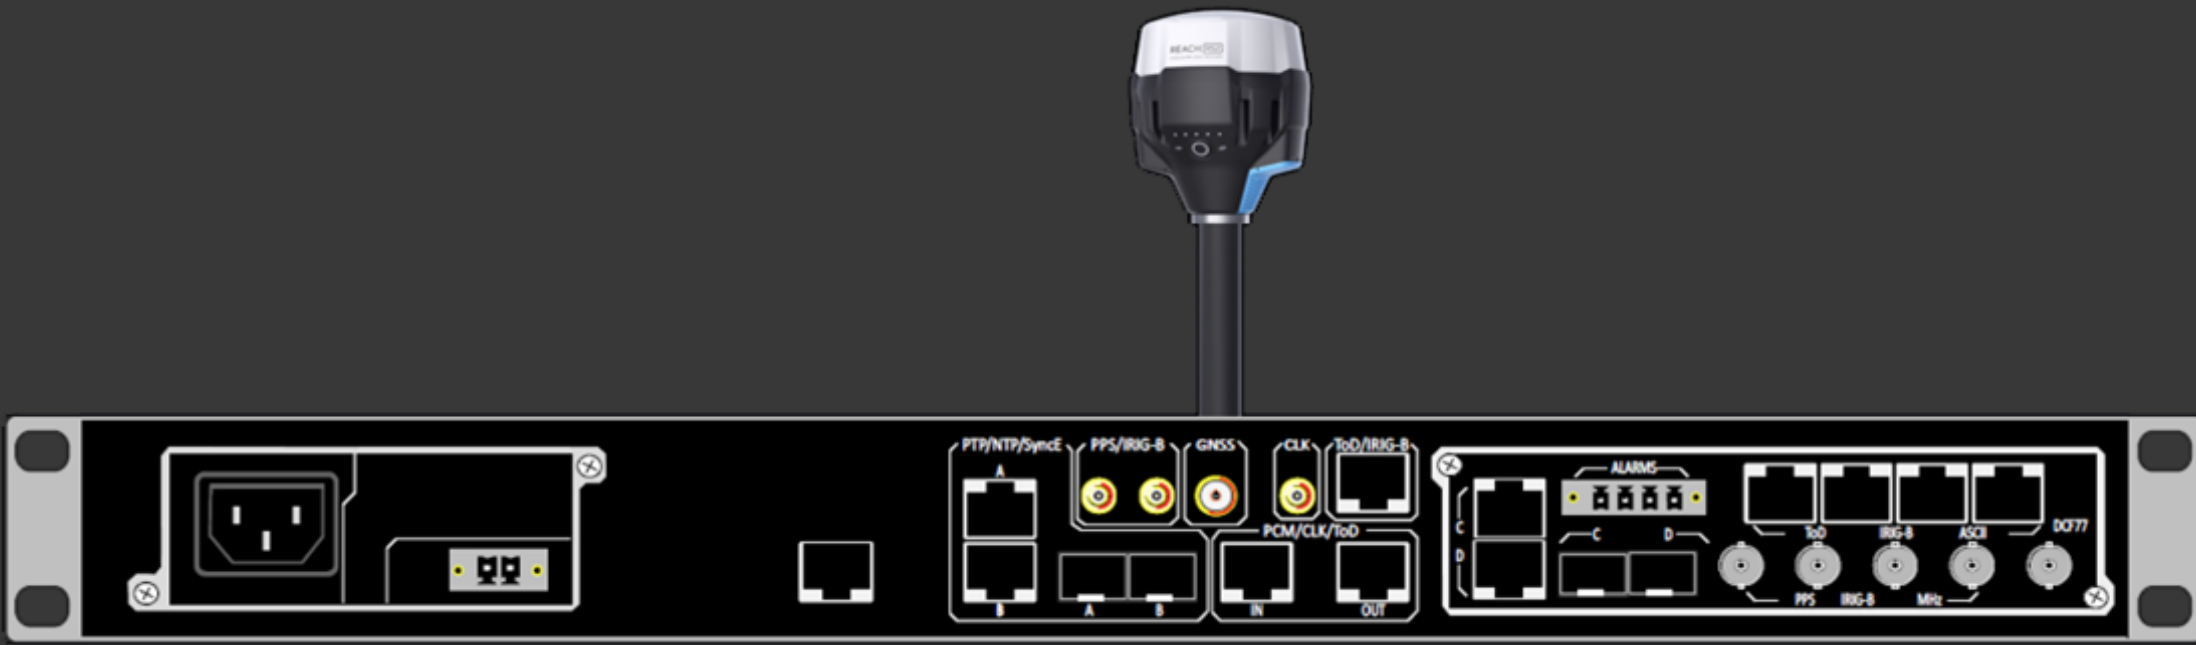 REACH RS2
PTP/NTP/SyncE
PPS/IRIG-B
GNSS
CLK
ToD/IRIG-B
A
B
A
B
PCM/CLK/ToD
IN
OUT
C
D
ALARMS
C
D
ToD
IRIG-B
ASCII
DCF77
PPS
IRIG-B
MHz